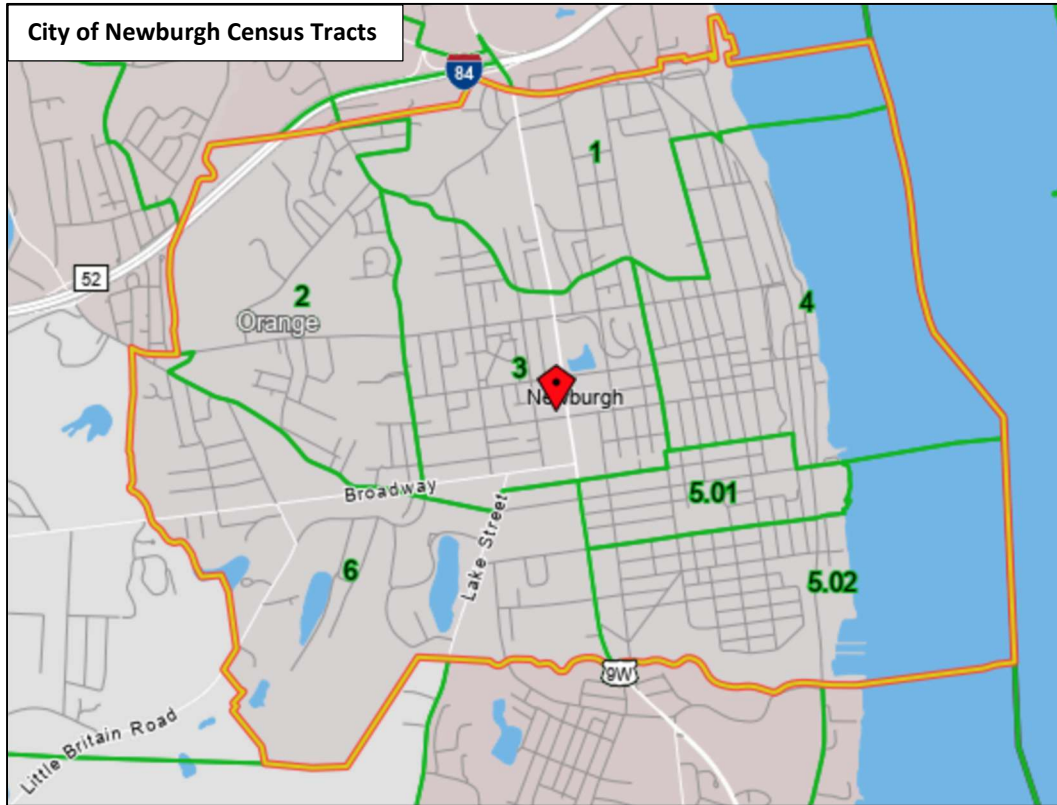 City of Newburgh Census Tracts
84
1
52
2
Orange
4
3
Newburgh
Broadway
5.01
Lake Street
6
5.02
9W
Little Britain Road